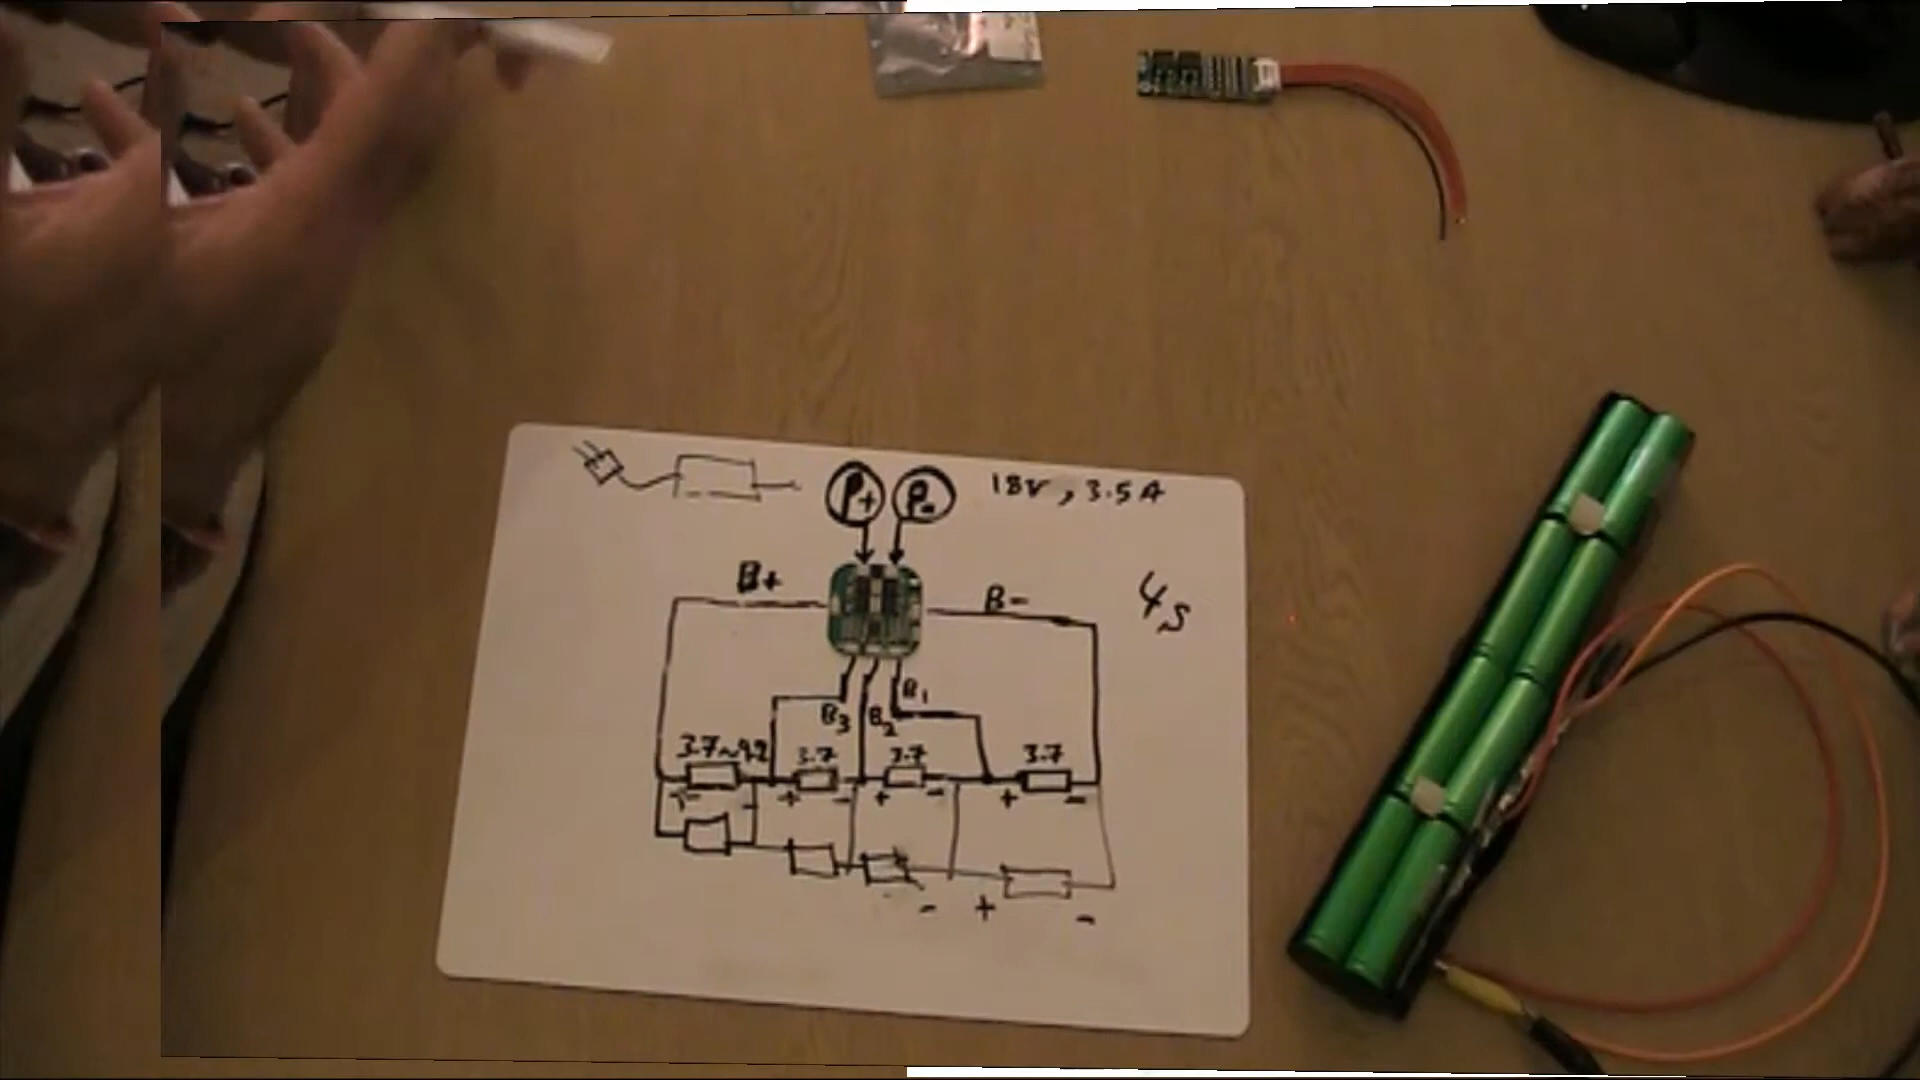 P+ P- 18V, 3.5A
B+ B- 4S
B3 B2 B1
3.7~4.2 3.7 3.7 3.7
+ - + - + - + -
- + -